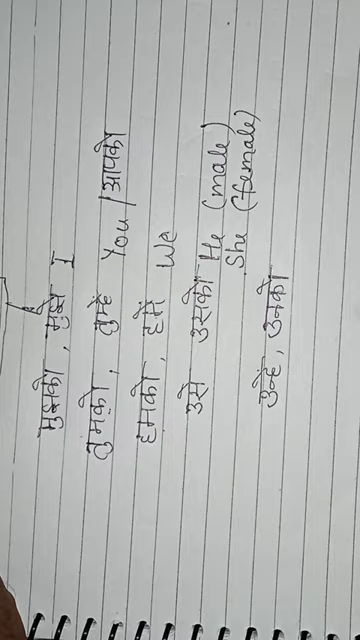 मुझको, मुझे I
तुमको, तुम्हें You/आपको
हमको, हमें We
उसे उसको He (male)
She (female)
उन्हें, उनको